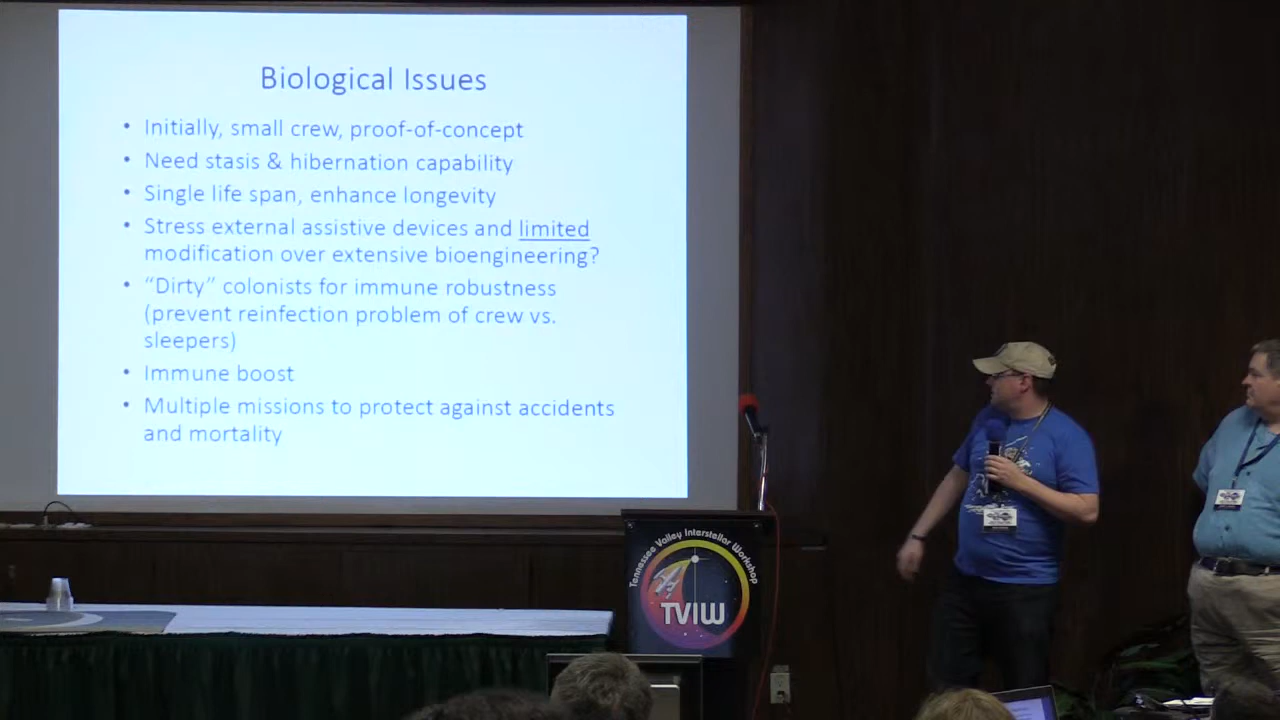 Biological Issues
• Initially, small crew, proof-of-concept
• Need stasis & hibernation capability
• Single life span, enhance longevity
• Stress external assistive devices and limited
modification over extensive bioengineering?
• “Dirty” colonists for immune robustness
(prevent reinfection problem of crew vs.
sleepers)
• Immune boost
• Multiple missions to protect against accidents
and mortality
Tennessee Valley Interstellar Workshop
TVIW